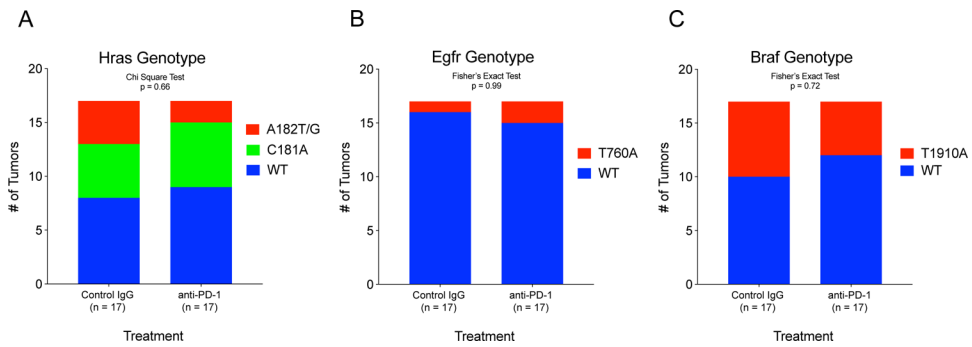 A
Hras Genotype
Chi Square Test
p = 0.66
# of Tumors
20
15
10
5
0
A182T/G
C181A
WT
Control IgG
(n = 17)
anti-PD-1
(n = 17)
Treatment
B
Egfr Genotype
Fisher's Exact Test
p = 0.99
# of Tumors
20
15
10
5
0
T760A
WT
Control IgG
(n = 17)
anti-PD-1
(n = 17)
Treatment
C
Braf Genotype
Fisher's Exact Test
p = 0.72
# of Tumors
20
15
10
5
0
T1910A
WT
Control IgG
(n = 17)
anti-PD-1
(n = 17)
Treatment